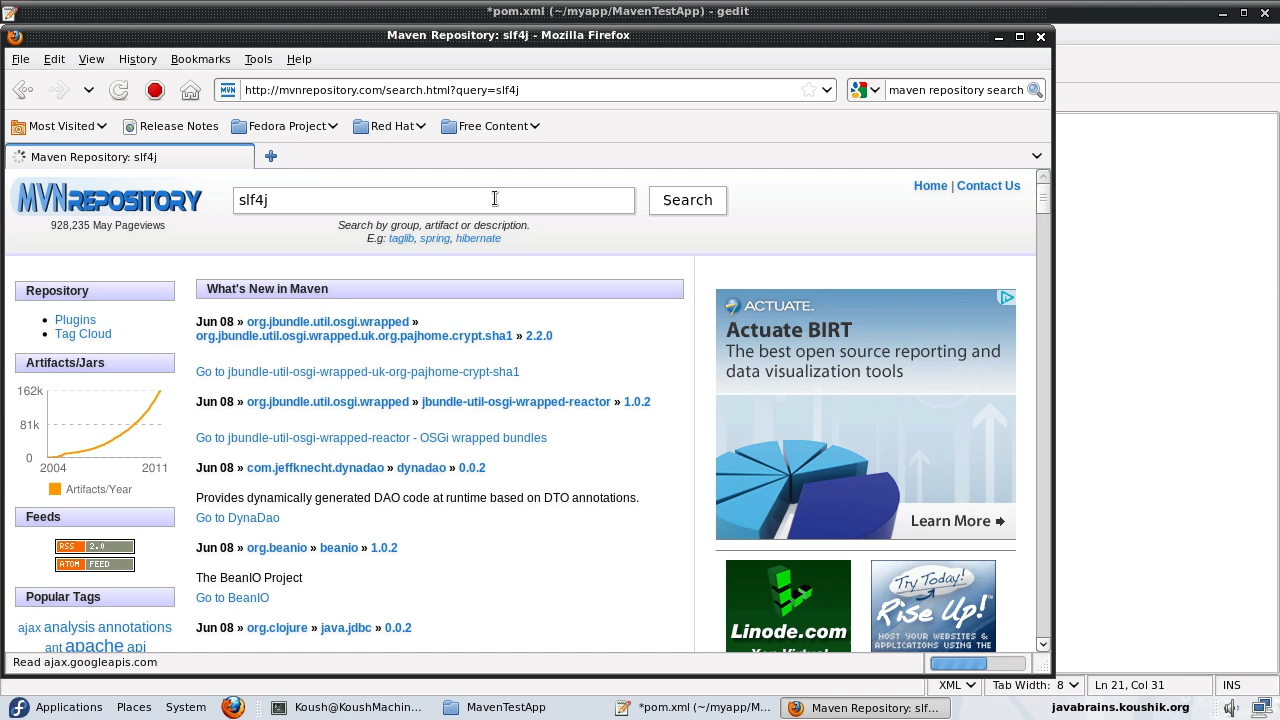 *pom.xml (~/myapp/MavenTestApp) - gedit
Maven Repository: slf4j - Mozilla Firefox
File Edit View History Bookmarks Tools Help
MVN http://mvnrepository.com/search.html?query=slf4j maven repository search
Most Visited Release Notes Fedora Project Red Hat Free Content
Maven Repository: slf4j
MVNREPOSITORY
928,235 May Pageviews
slf4j
Search
Search by group, artifact or description.
E.g: taglib, spring, hibernate
Home | Contact Us
Repository
• Plugins
• Tag Cloud
Artifacts/Jars
162k
81k
0
2004 2011
Artifacts/Year
Feeds
RSS 2.0
ATOM FEED
Popular Tags
ajax analysis annotations
ant apache api
What's New in Maven
Jun 08 » org.jbundle.util.osgi.wrapped »
org.jbundle.util.osgi.wrapped.uk.org.pajhome.crypt.sha1 » 2.2.0
Go to jbundle-util-osgi-wrapped-uk-org-pajhome-crypt-sha1
Jun 08 » org.jbundle.util.osgi.wrapped » jbundle-util-osgi-wrapped-reactor » 1.0.2
Go to jbundle-util-osgi-wrapped-reactor - OSGi wrapped bundles
Jun 08 » com.jeffknecht.dynadao » dynadao » 0.0.2
Provides dynamically generated DAO code at runtime based on DTO annotations.
Go to DynaDao
Jun 08 » org.beanio » beanio » 1.0.2
The BeanIO Project
Go to BeanIO
Jun 08 » org.clojure » java.jdbc » 0.0.2
ACTUATE.
Actuate BIRT
The best open source reporting and
data visualization tools
Learn More
Linode.com
Xen Virtual
Try Today!
Rise Up!
HOST YOUR WEBSITES &
APPLICATIONS USING THE
Read ajax.googleapis.com
XML Tab Width: 8 Ln 21, Col 31 INS
Applications Places System Koush@KoushMachin... MavenTestApp *pom.xml (~/myapp/M... Maven Repository: slf... javabrains.koushik.org